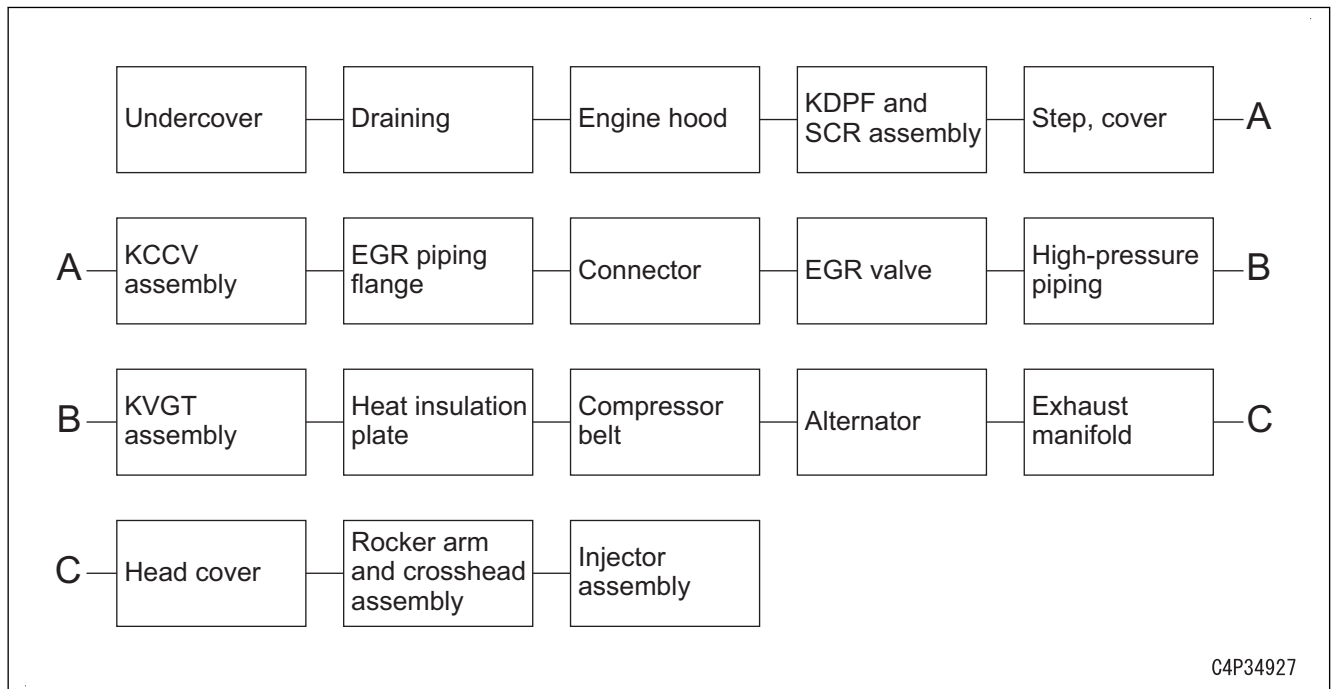 Undercover
Draining
Engine hood
KDPF and
SCR assembly
Step, cover
A
A
KCCV
assembly
EGR piping
flange
Connector
EGR valve
High-pressure
piping
B
B
KVGT
assembly
Heat insulation
plate
Compressor
belt
Alternator
Exhaust
manifold
C
C
Head cover
Rocker arm
and crosshead
assembly
Injector
assembly
C4P34927